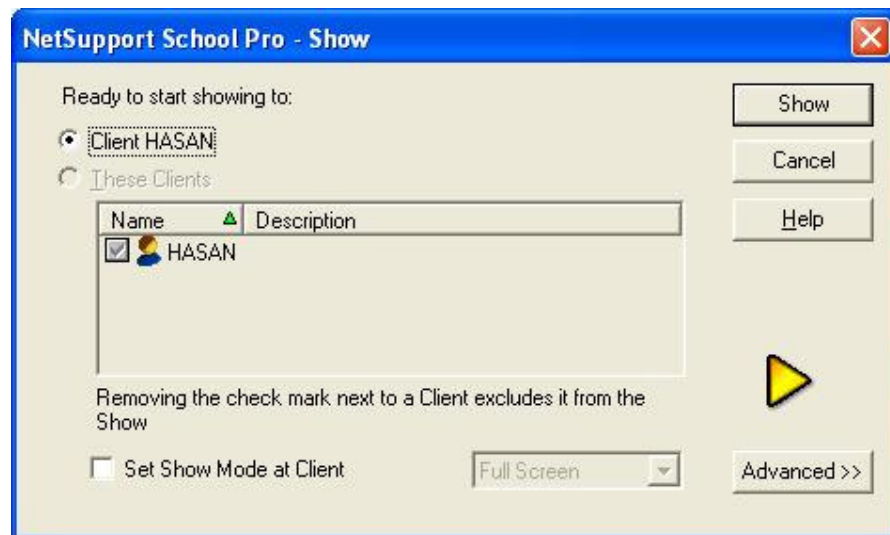 NetSupport School Pro - Show
Ready to start showing to:
Show
Client HASAN
Cancel
These Clients
Help
Name Description
HASAN
Removing the check mark next to a Client excludes it from the
Show
Set Show Mode at Client
Full Screen
Advanced >>